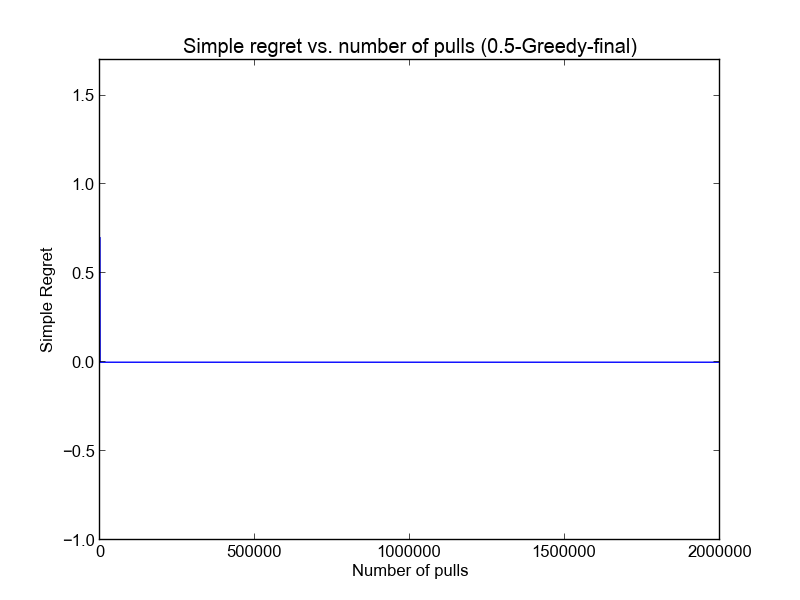 Simple regret vs. number of pulls (0.5-Greedy-final)
1.5
1.0
0.5
0.0
−0.5
−1.0
Simple Regret
0 500000 1000000 1500000 2000000
Number of pulls